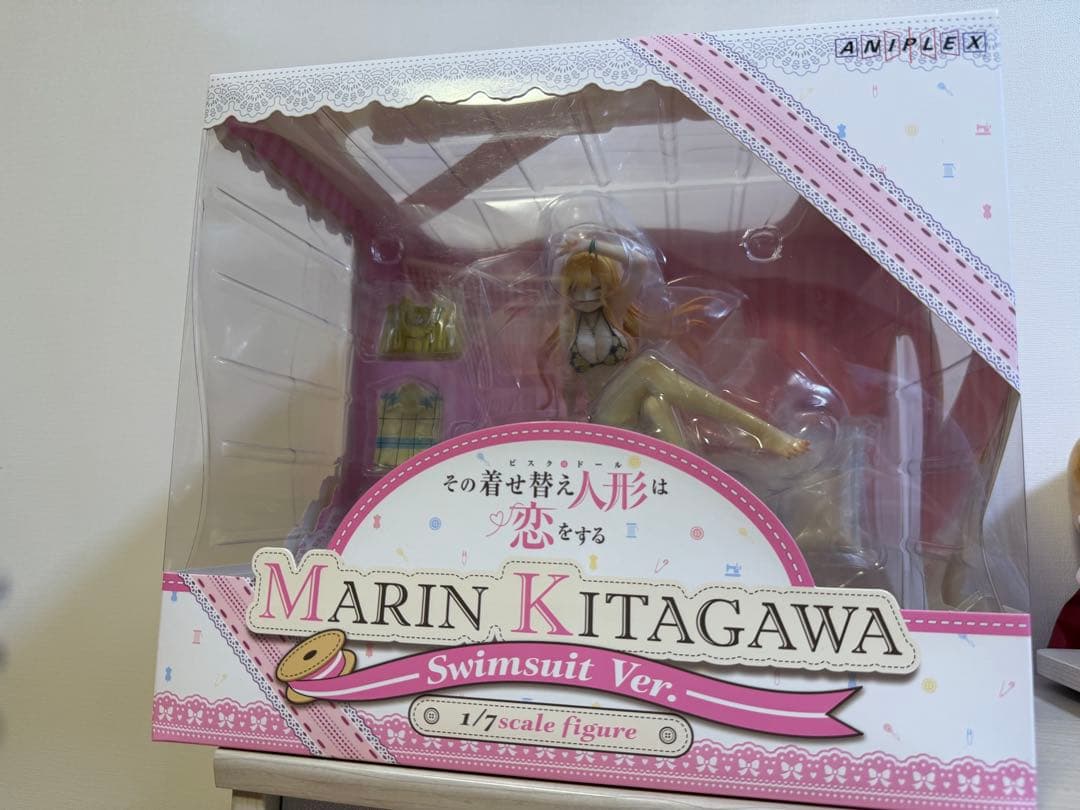 ANIPLEX
ビスク・ドール
その着せ替え人形は
恋をする
MARIN KITAGAWA
Swimsuit Ver.
1/7 scale figure